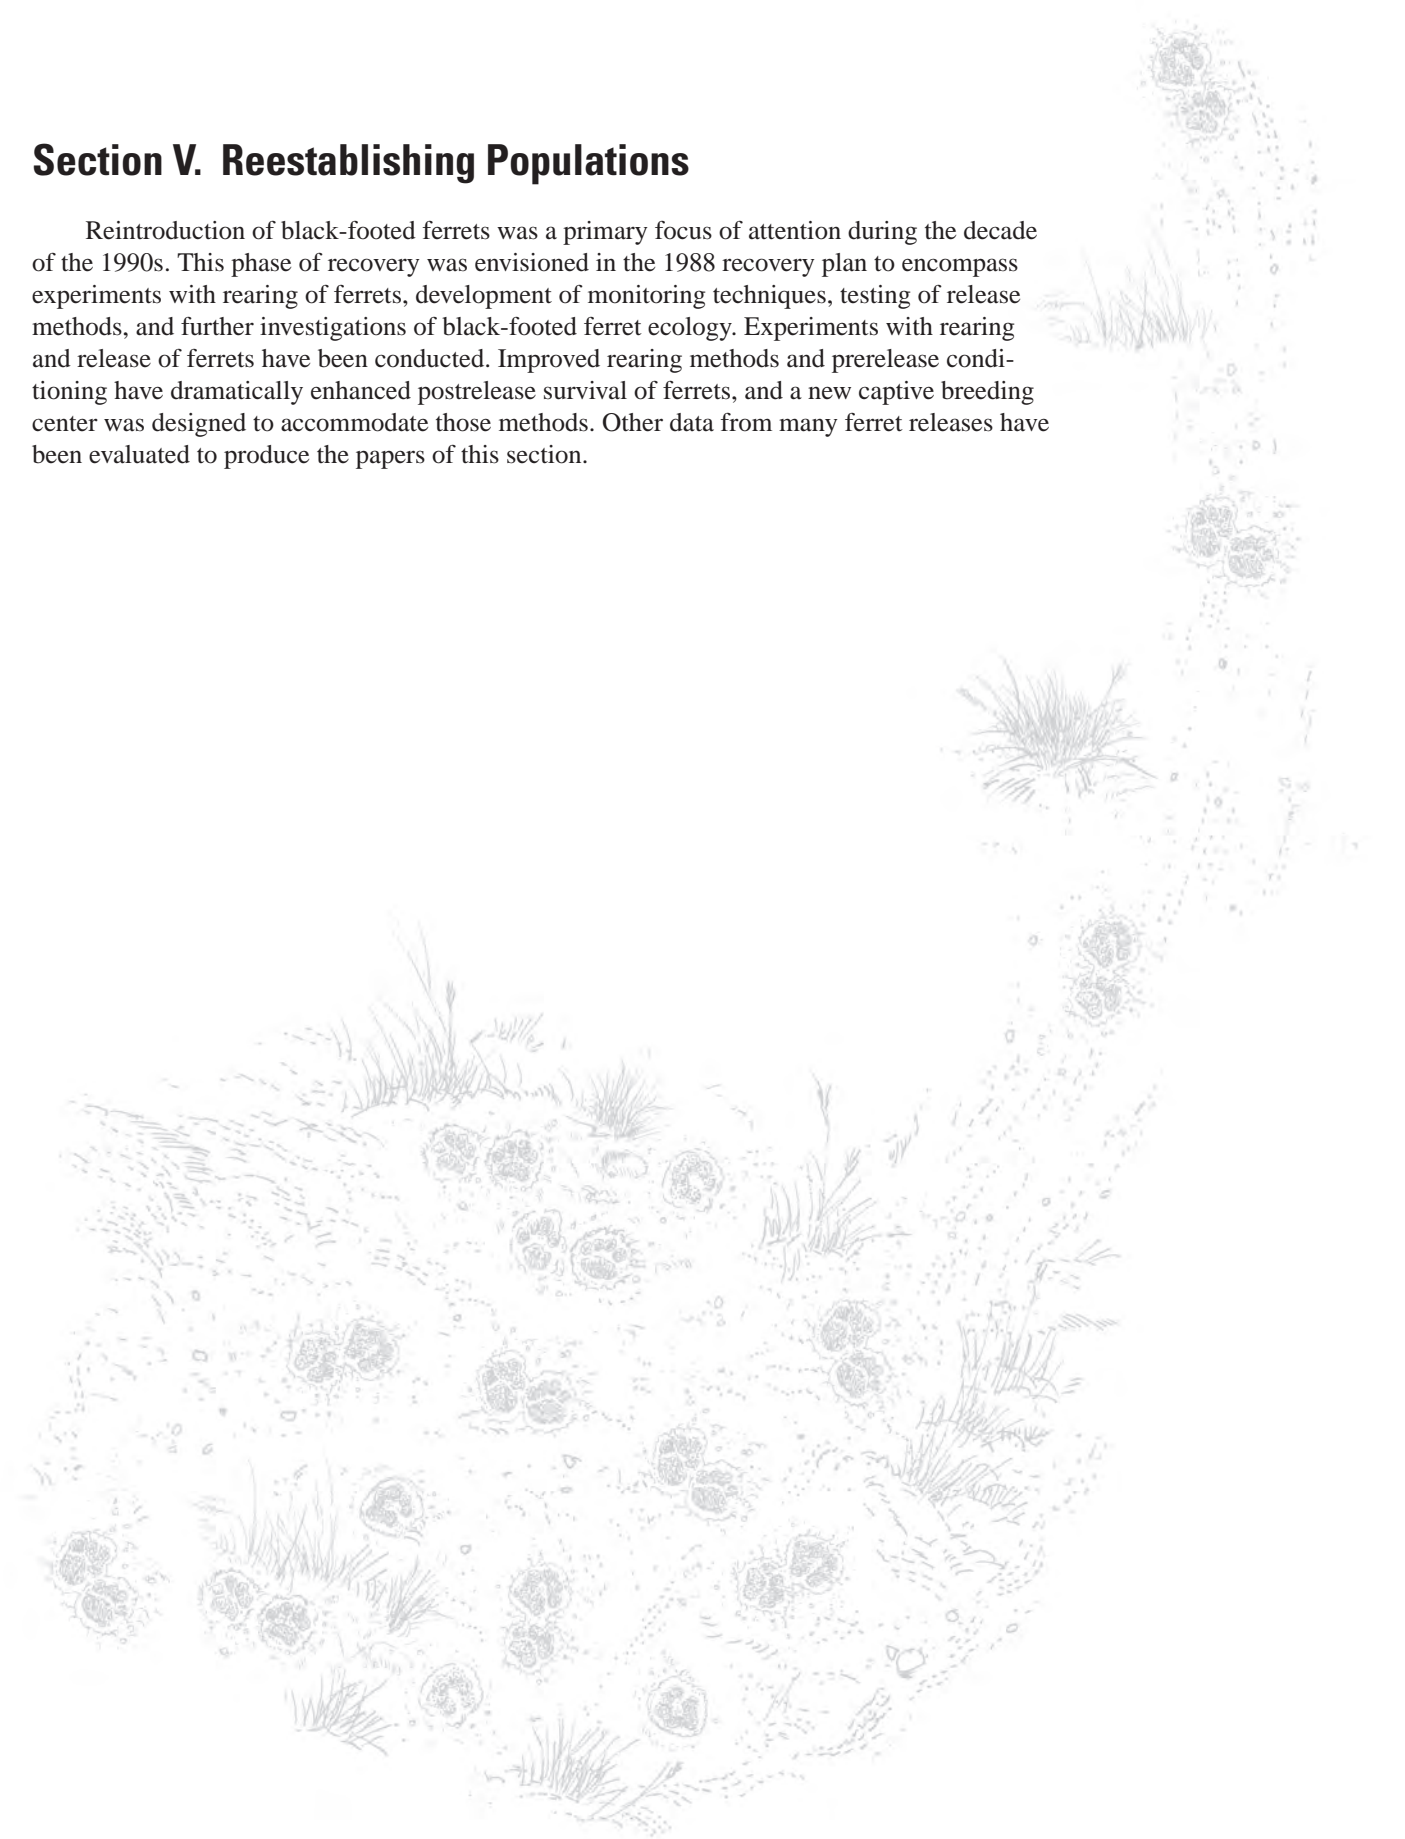 Section V. Reestablishing Populations
Reintroduction of black-footed ferrets was a primary focus of attention during the decade
of the 1990s. This phase of recovery was envisioned in the 1988 recovery plan to encompass
experiments with rearing of ferrets, development of monitoring techniques, testing of release
methods, and further investigations of black-footed ferret ecology. Experiments with rearing
and release of ferrets have been conducted. Improved rearing methods and prerelease condi-
tioning have dramatically enhanced postrelease survival of ferrets, and a new captive breeding
center was designed to accommodate those methods. Other data from many ferret releases have
been evaluated to produce the papers of this section.